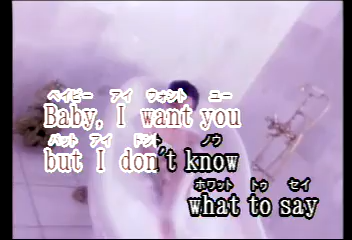 ベイビー アイ ウォント ユー
Baby, I want you
バット アイ ドント ノウ
but I don't know
ホワット トゥ セイ
what to say